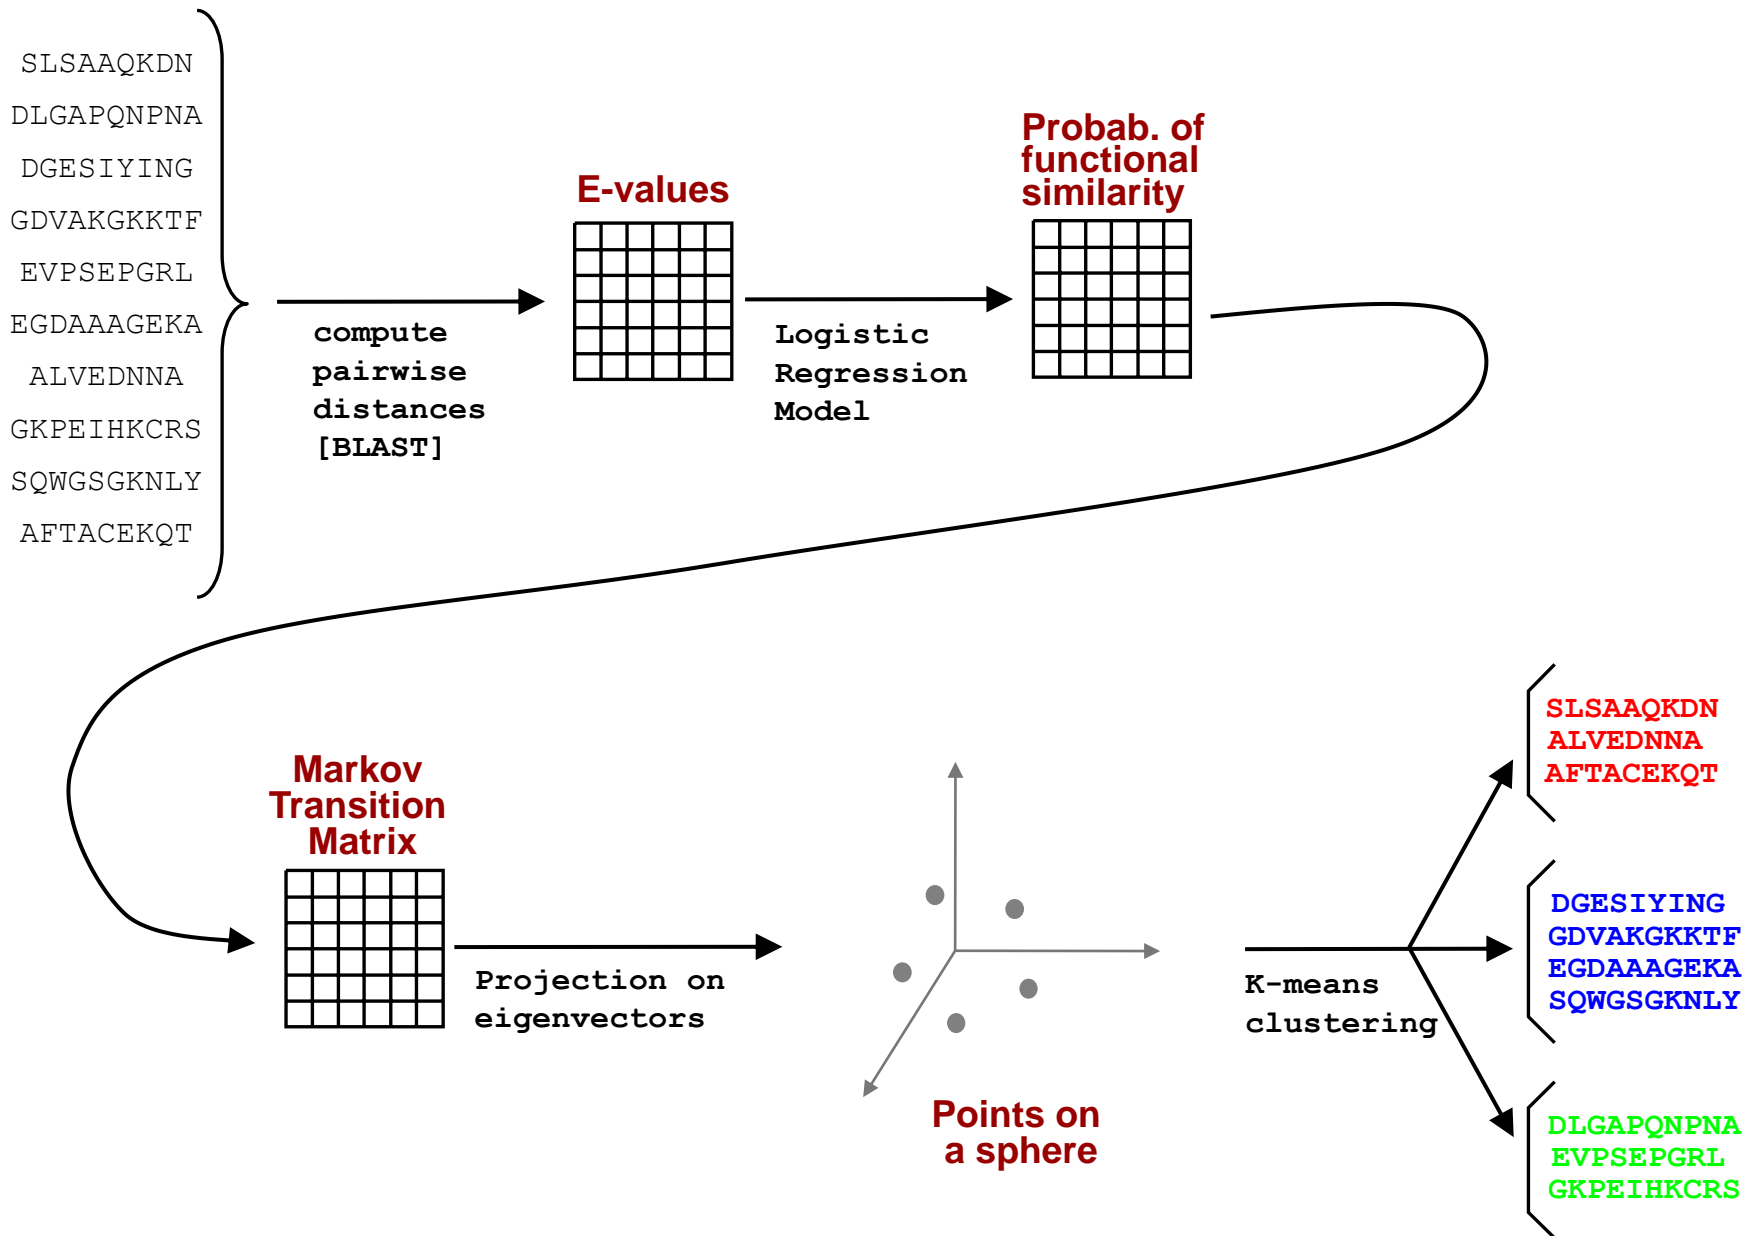 SLSAAQKDN
DLGAPQNPNA
DGESIYING
GDVAKGKKTF
EVPSEPGRL
EGDAAAGEKA
ALVEDNNA
GKPEIHKCRS
SQWGSGKNLY
AFTACEKQT
compute
pairwise
distances
[BLAST]
E-values
Logistic
Regression
Model
Probab. of
functional
similarity
Markov
Transition
Matrix
Projection on
eigenvectors
Points on
a sphere
K-means
clustering
SLSAAQKDN
ALVEDNNA
AFTACEKQT
DGESIYING
GDVAKGKKTF
EGDAAAGEKA
SQWGSGKNLY
DLGAPQNPNA
EVPSEPGRL
GKPEIHKCRS